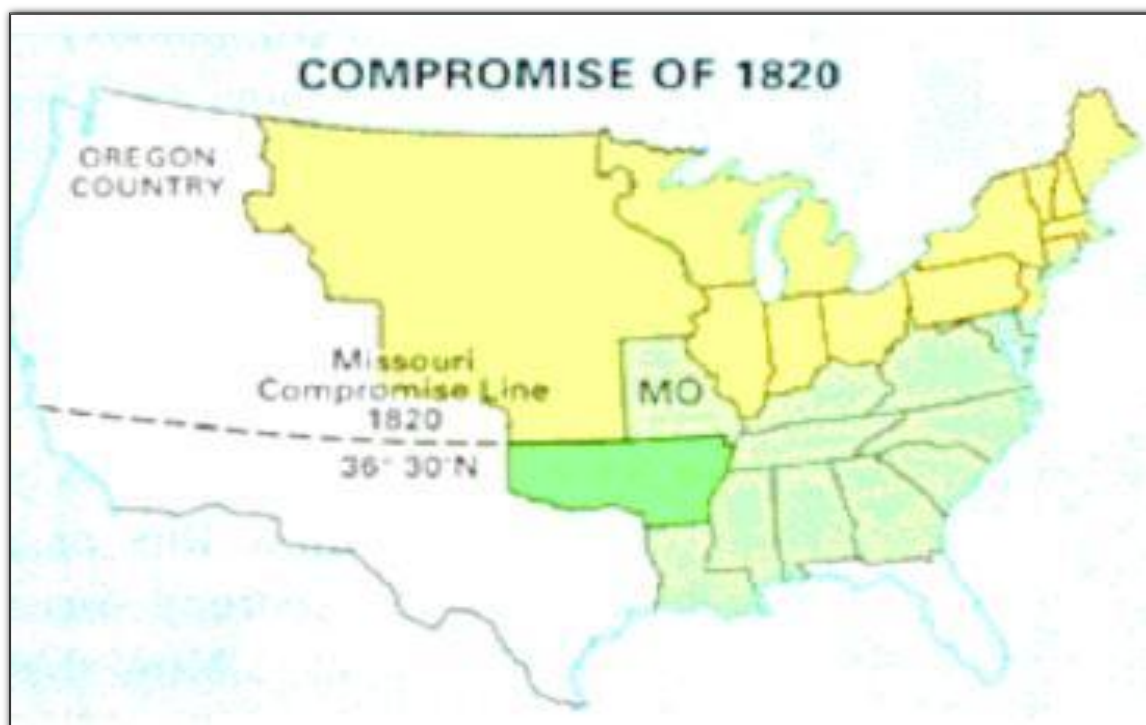 COMPROMISE OF 1820
OREGON
COUNTRY
Missouri
Compromise Line
1820
36° 30'N
MO